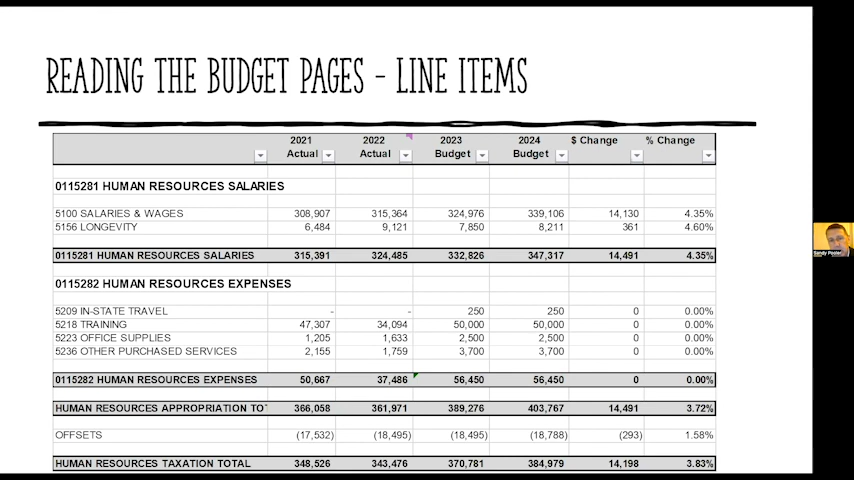 READING THE BUDGET PAGES - LINE ITEMS
2021 Actual 2022 Actual 2023 Budget 2024 Budget $ Change % Change
0115281 HUMAN RESOURCES SALARIES
5100 SALARIES & WAGES 308,907 315,364 324,976 339,106 14,130 4.35%
5156 LONGEVITY 6,484 9,121 7,850 8,211 361 4.60%
0115281 HUMAN RESOURCES SALARIES 315,391 324,485 332,826 347,317 14,491 4.35%
0115282 HUMAN RESOURCES EXPENSES
5209 IN-STATE TRAVEL - - 250 250 0 0.00%
5218 TRAINING 47,307 34,094 50,000 50,000 0 0.00%
5223 OFFICE SUPPLIES 1,205 1,633 2,500 2,500 0 0.00%
5236 OTHER PURCHASED SERVICES 2,155 1,759 3,700 3,700 0 0.00%
0115282 HUMAN RESOURCES EXPENSES 50,667 37,486 56,450 56,450 0 0.00%
HUMAN RESOURCES APPROPRIATION TO 366,058 361,971 389,276 403,767 14,491 3.72%
OFFSETS (17,532) (18,495) (18,495) (18,788) (293) 1.58%
HUMAN RESOURCES TAXATION TOTAL 348,526 343,476 370,781 384,979 14,198 3.83%
Sandy Pooler